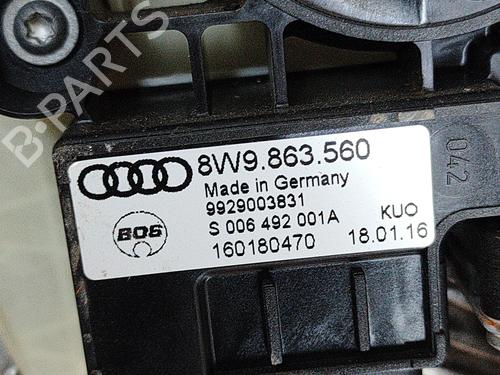 B-PARTS
8W9.863.560
Made in Germany
9929003831
BOS
S 006 492 001A KUO
160180470 18.01.16
042